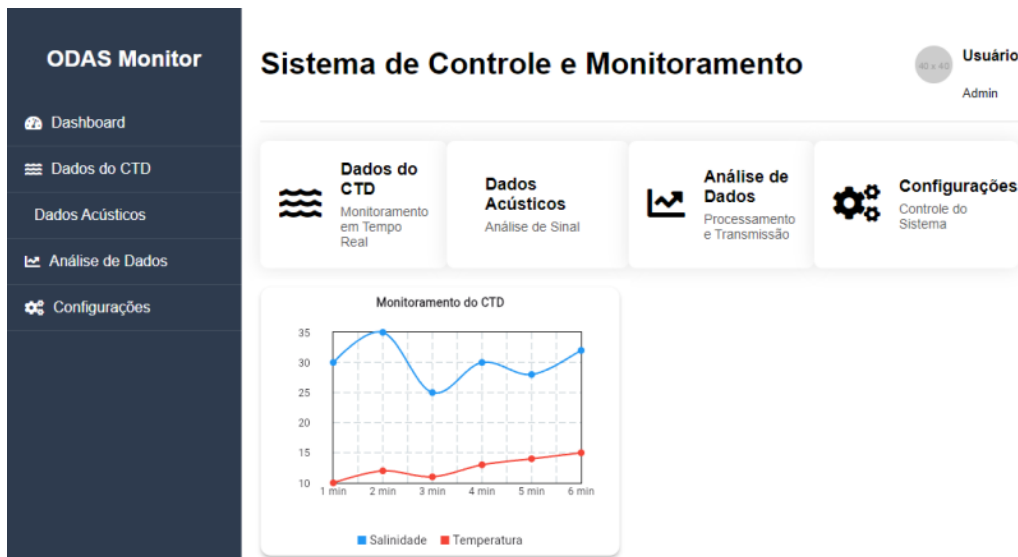 ODAS Monitor
Dashboard
Dados do CTD
Dados Acústicos
Análise de Dados
Configurações
Sistema de Controle e Monitoramento
40 x 40
Usuário
Admin
Dados do
CTD
Monitoramento
em Tempo
Real
Dados
Acústicos
Análise de Sinal
Análise de
Dados
Processamento
e Transmissão
Configurações
Controle do
Sistema
Monitoramento do CTD
35
30
25
20
15
10
1 min 2 min 3 min 4 min 5 min 6 min
Salinidade Temperatura